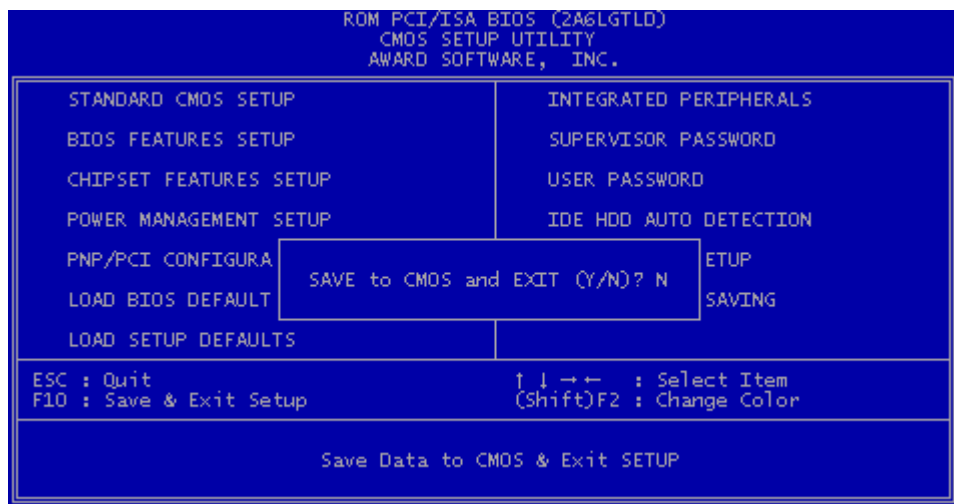 ROM PCI/ISA BIOS (2A6LGTLD)
CMOS SETUP UTILITY
AWARD SOFTWARE, INC.
STANDARD CMOS SETUP
BIOS FEATURES SETUP
CHIPSET FEATURES SETUP
POWER MANAGEMENT SETUP
PNP/PCI CONFIGURA
LOAD BIOS DEFAULT
LOAD SETUP DEFAULTS
INTEGRATED PERIPHERALS
SUPERVISOR PASSWORD
USER PASSWORD
IDE HDD AUTO DETECTION
ETUP
SAVING
SAVE to CMOS and EXIT (Y/N)? N
ESC : Quit
F10 : Save & Exit Setup
↑ ↓ → ← : Select Item
(Shift)F2 : Change Color
Save Data to CMOS & Exit SETUP